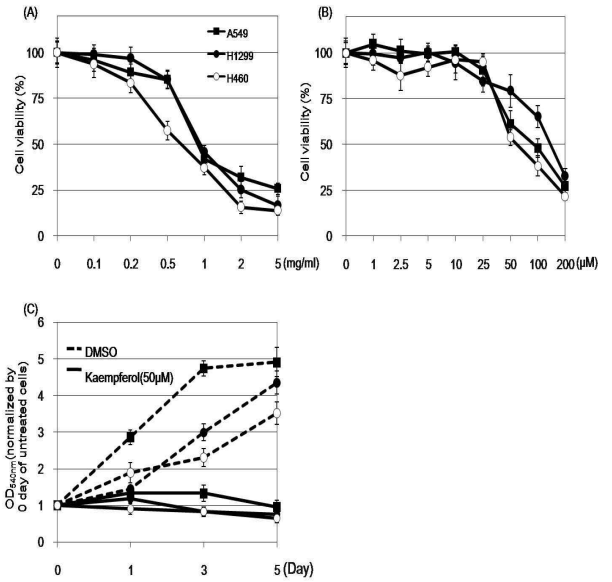 (A)
A549
H1299
H460
Cell viability (%)
100
75
50
25
0
0 0.1 0.2 0.5 1 2 5 (mg/ml)
(B)
Cell viability (%)
100
75
50
25
0
0 1 2.5 5 10 25 50 100 200 (μM)
(C)
DMSO
Kaempferol(50μM)
OD540nm (normalized by
0 day of untreated cells)
6
5
4
3
2
1
0
0 1 3 5 (Day)